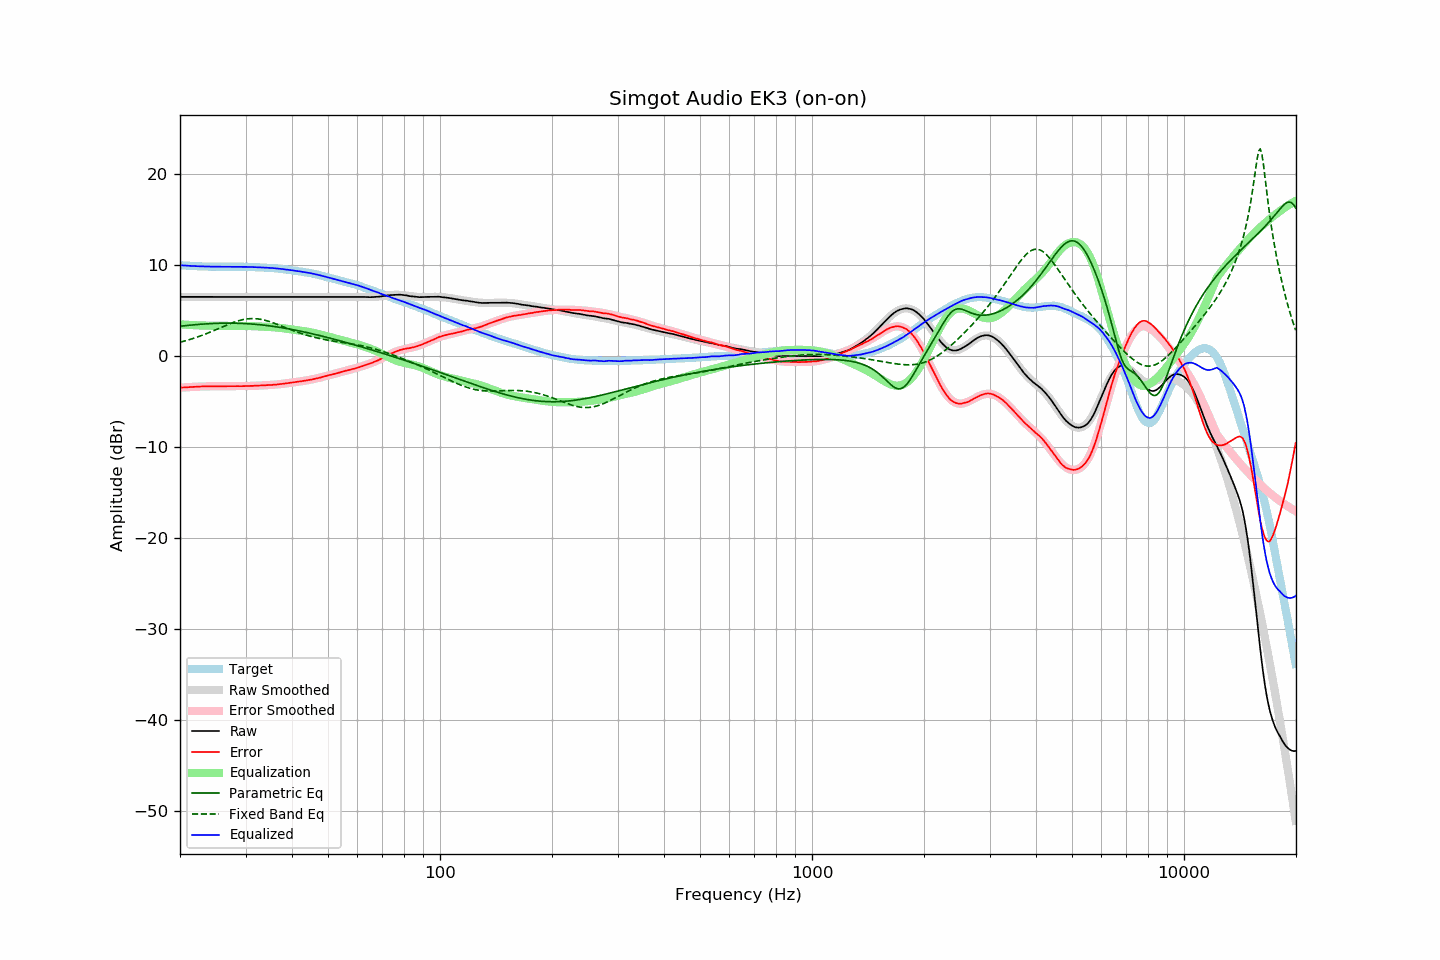 Simgot Audio EK3 (on-on)
Amplitude (dBr)
20
10
0
−10
−20
−30
−40
−50
Target
Raw Smoothed
Error Smoothed
Raw
Error
Equalization
Parametric Eq
Fixed Band Eq
Equalized
100
1000
10000
Frequency (Hz)